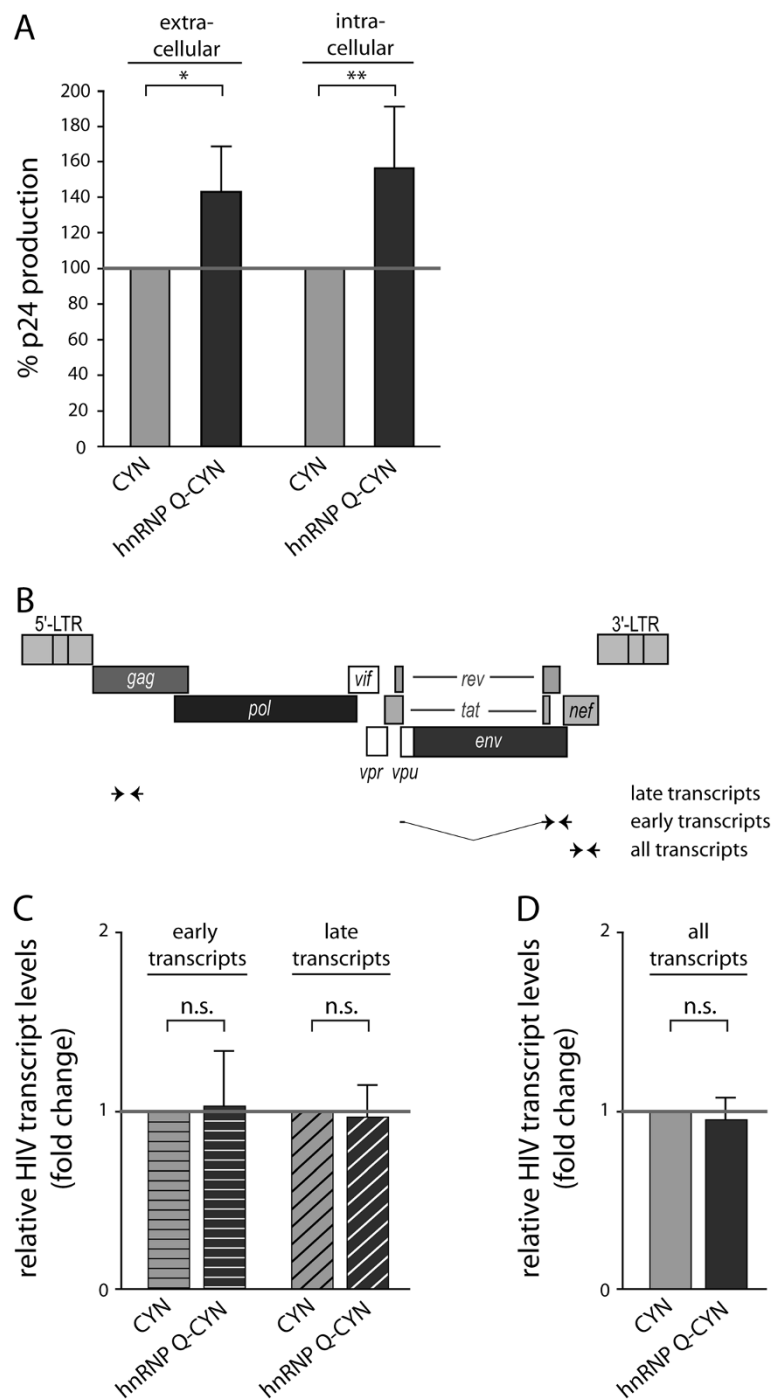 A
extra-
cellular
intra-
cellular
*
**
200
180
160
140
120
100
80
60
40
20
0
% p24 production
CYN
hnRNP Q-CYN
CYN
hnRNP Q-CYN
B
5'-LTR
3'-LTR
gag
vif
rev
pol
tat
nef
env
vpr
vpu
late transcripts
early transcripts
all transcripts
C
early
transcripts
late
transcripts
n.s.
n.s.
2
1
0
relative HIV transcript levels
(fold change)
CYN
hnRNP Q-CYN
CYN
hnRNP Q-CYN
D
all
transcripts
n.s.
2
1
0
relative HIV transcript levels
(fold change)
CYN
hnRNP Q-CYN